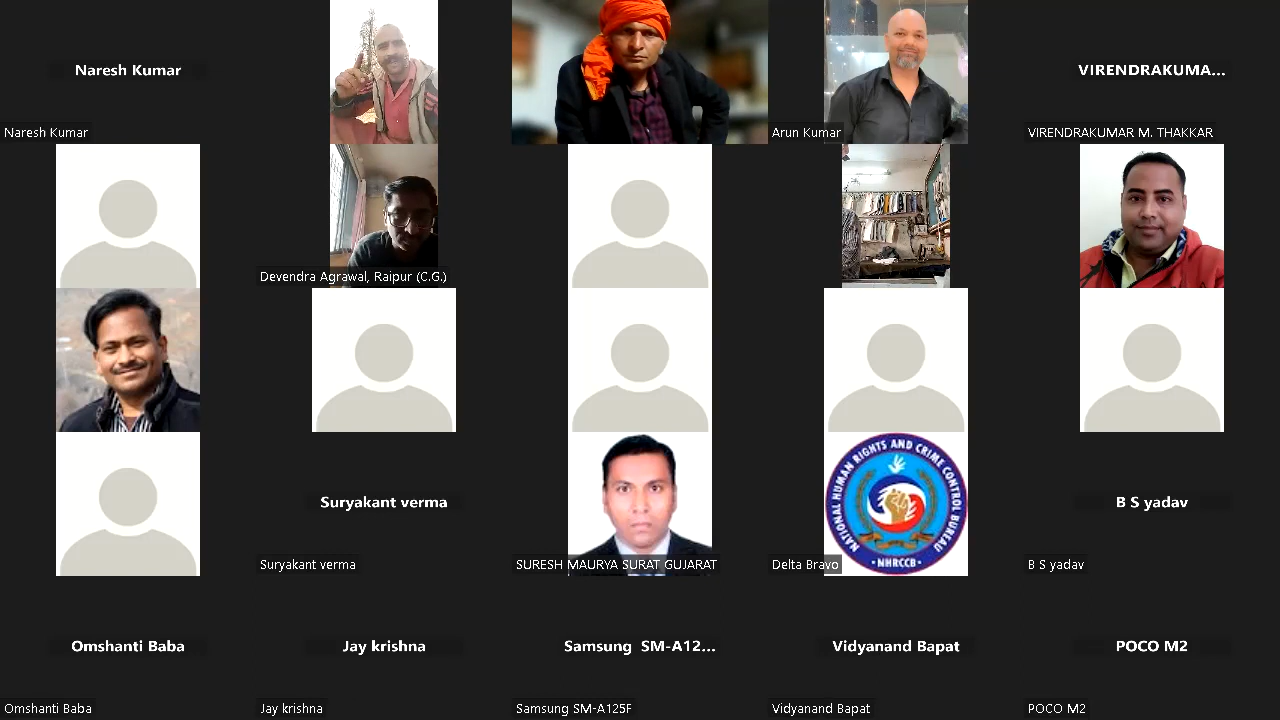 Naresh Kumar
VIRENDRAKUMA...
Naresh Kumar
Arun Kumar
VIRENDRAKUMAR M. THAKKAR
Devendra Agrawal, Raipur (C.G.)
NATIONAL HUMAN RIGHTS AND CRIME CONTROL BUREAU
• NHRCCB •
Suryakant verma
B S yadav
Suryakant verma
SURESH MAURYA SURAT GUJARAT
Delta Bravo
B S yadav
Omshanti Baba
Jay krishna
Samsung SM-A12...
Vidyanand Bapat
POCO M2
Omshanti Baba
Jay krishna
Samsung SM-A125F
Vidyanand Bapat
POCO M2